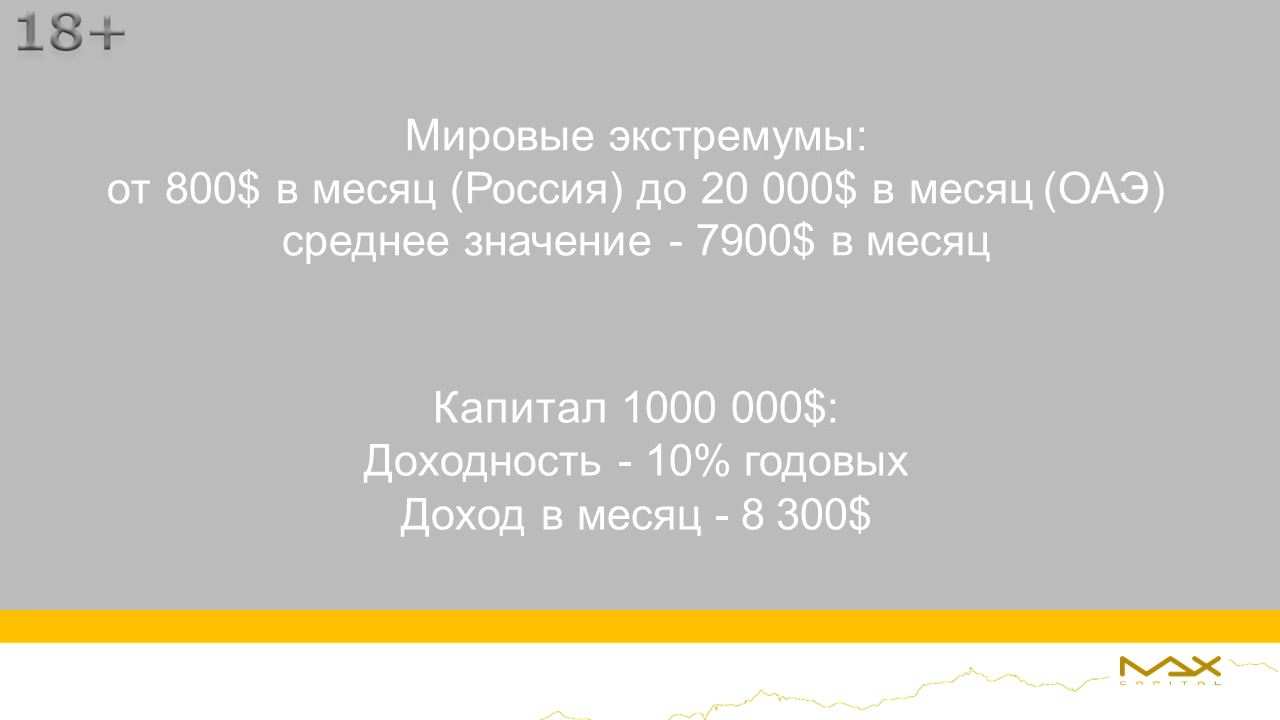 18+
Мировые экстремумы:
от 800$ в месяц (Россия) до 20 000$ в месяц (ОАЭ)
среднее значение - 7900$ в месяц
Капитал 1000 000$:
Доходность - 10% годовых
Доход в месяц - 8 300$
MAX
CAPITAL